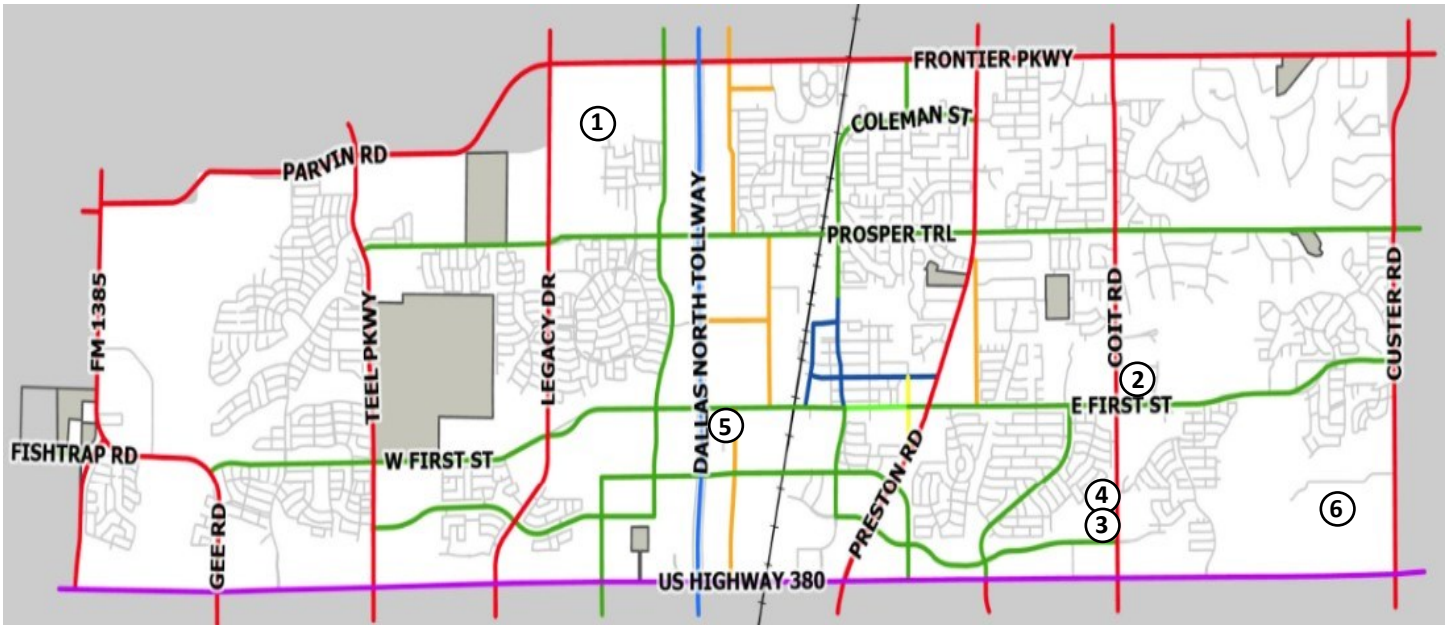 FRONTIER PKWY
1
COLEMAN ST
PARVIN RD
DALLAS NORTH TOLLWAY
PROSPER TRL
FM 1385
TEEL PKWY
LEGACY DR
COIT RD
CUSTER RD
2
E FIRST ST
5
FISHTRAP RD
W FIRST ST
PRESTON RD
4
3
6
GEE RD
US HIGHWAY 380